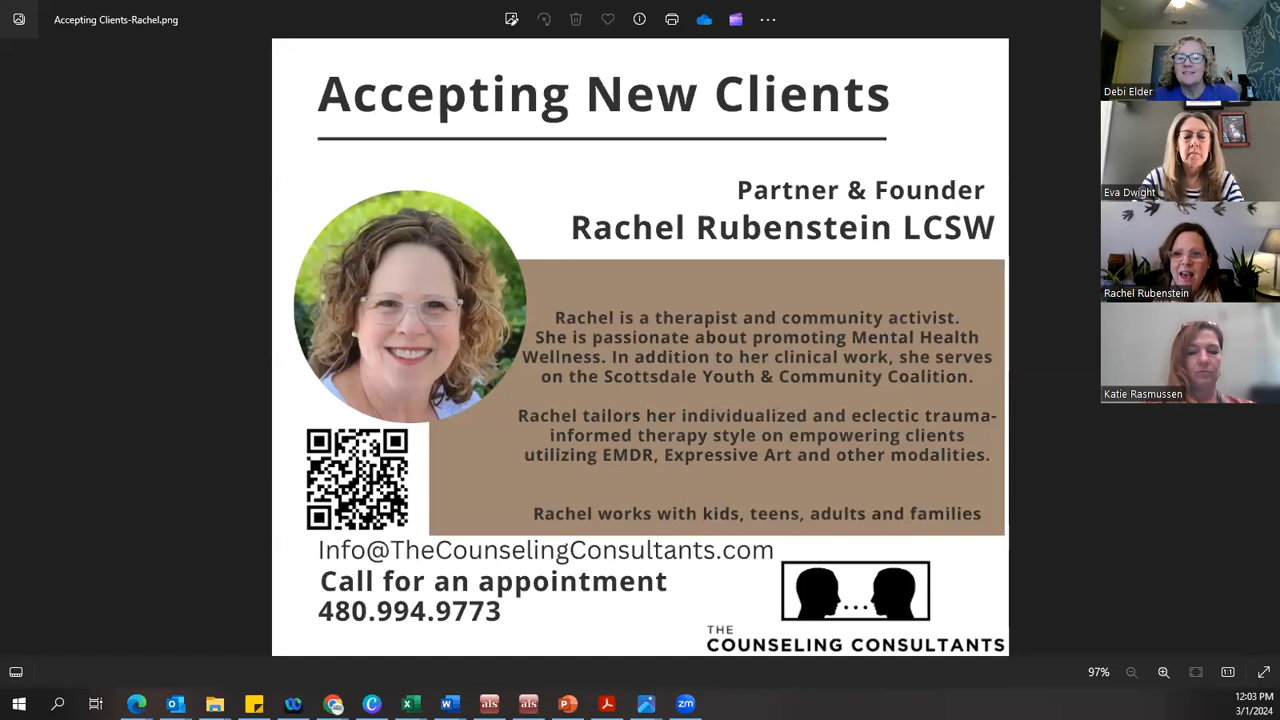 Accepting Clients-Rachel.png
Accepting New Clients
Partner & Founder
Rachel Rubenstein LCSW
Rachel is a therapist and community activist.
She is passionate about promoting Mental Health
Wellness. In addition to her clinical work, she serves
on the Scottsdale Youth & Community Coalition.
Rachel tailors her individualized and eclectic trauma-
informed therapy style on empowering clients
utilizing EMDR, Expressive Art and other modalities.
Rachel works with kids, teens, adults and families
Info@TheCounselingConsultants.com
Call for an appointment
480.994.9773
THE
COUNSELING CONSULTANTS
Debi Elder
Eva Dwight
Rachel Rubenstein
Katie Rasmussen
97%
als
als
zm
12:03 PM
3/1/2024